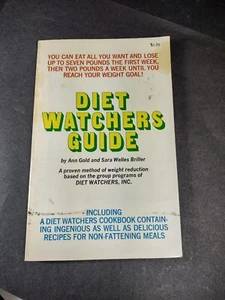 YOU CAN EAT ALL YOU WANT AND LOSE
UP TO SEVEN POUNDS THE FIRST WEEK,
THEN TWO POUNDS A WEEK UNTIL YOU
REACH YOUR WEIGHT GOAL!
DIET
WATCHERS
GUIDE
by Ann Gold and Sara Welles Briller
A proven method of weight reduction
based on the group programs of
DIET WATCHERS, INC.
INCLUDING
A DIET WATCHERS COOKBOOK CONTAIN-
ING INGENIOUS AS WELL AS DELICIOUS
RECIPES FOR NON-FATTENING MEALS